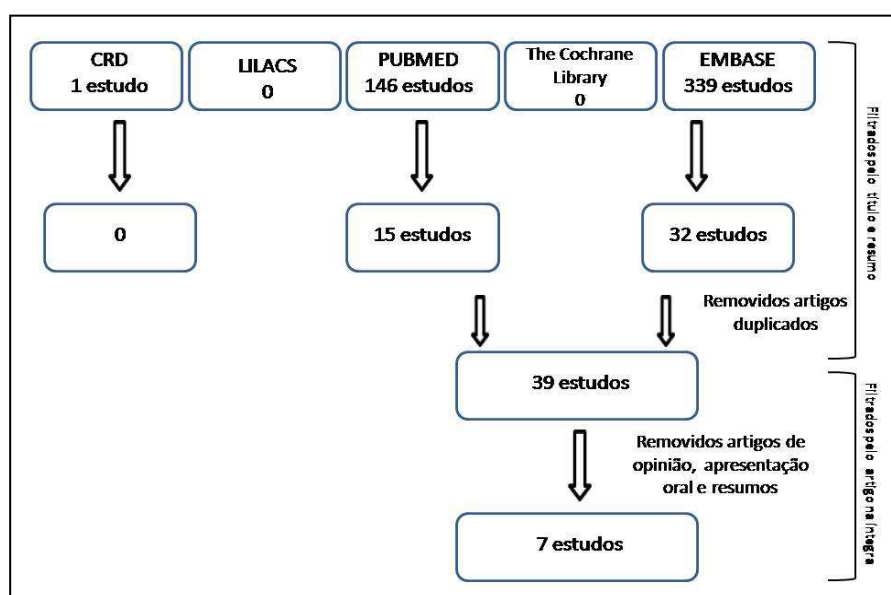 CRD
1 estudo
LILACS
0
PUBMED
146 estudos
The Cochrane
Library
0
EMBASE
339 estudos
0
15 estudos
32 estudos
Removidos artigos
duplicados
39 estudos
Removidos artigos de
opinião, apresentação
oral e resumos
7 estudos
Filtrados pelo título e resumo
Filtrados pelo artigo na íntegra